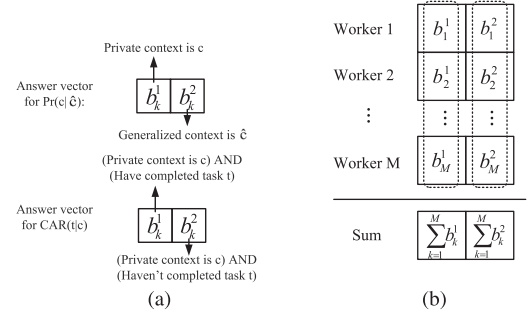 Private context is c
Answer vector
for Pr(c| ĉ):
b_k^1 b_k^2
Generalized context is ĉ
(Private context is c) AND
(Have completed task t)
Answer vector
for CAR(t|c)
b_k^1 b_k^2
(Private context is c) AND
(Haven't completed task t)
(a)
Worker 1 b_1^1 b_1^2
Worker 2 b_2^1 b_2^2
⋮ ⋮ ⋮
Worker M b_M^1 b_M^2
Sum ∑_{k=1}^{M} b_k^1 ∑_{k=1}^{M} b_k^2
(b)